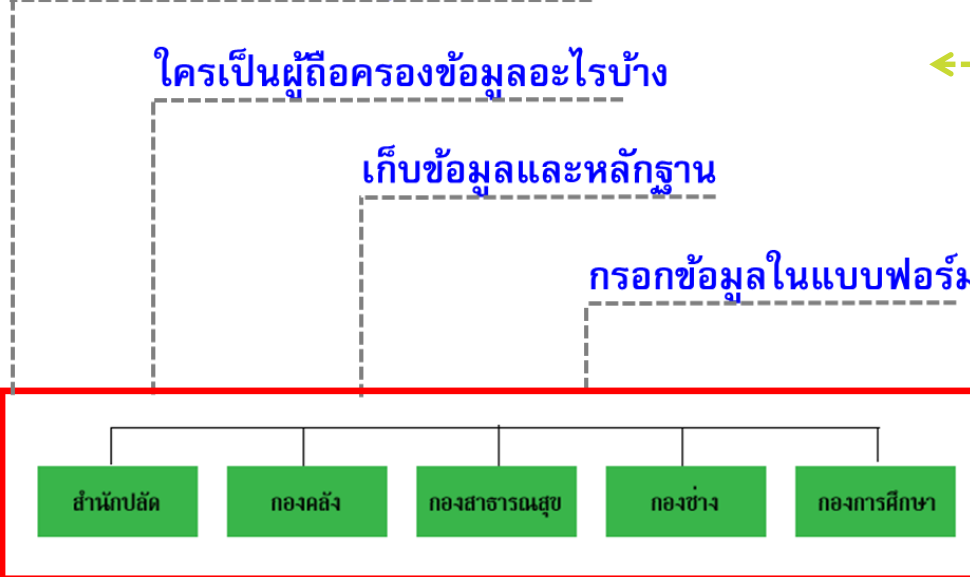 ใครเป็นผู้ถือครองข้อมูลอะไรบ้าง
เก็บข้อมูลและหลักฐาน
กรอกข้อมูลในแบบฟอร์ม
สำนักปลัด
กองคลัง
กองสาธารณสุข
กองช่าง
กองการศึกษา